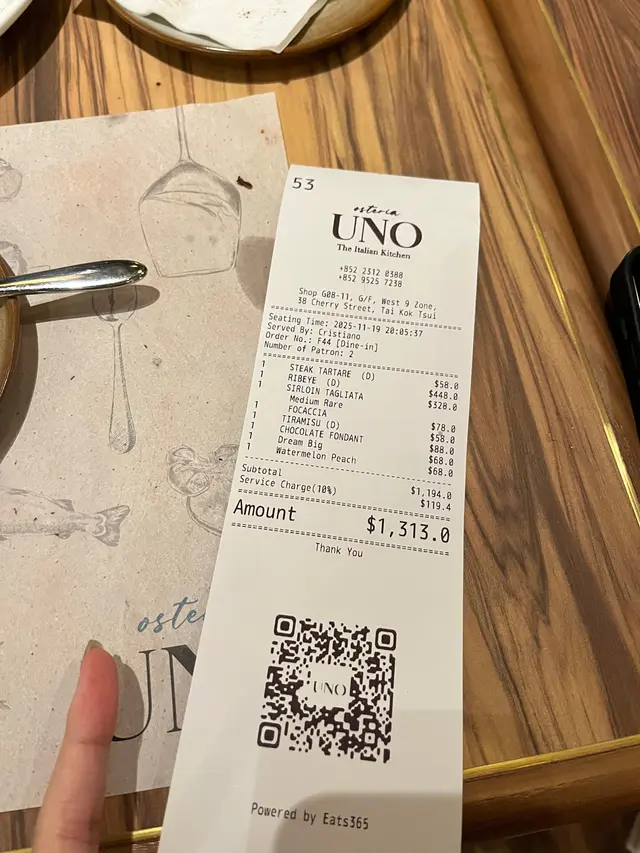 53
osteria
UNO
The Italian Kitchen
+852 2312 0388
+852 9525 7238
Shop G08-11, G/F, West 9 Zone,
38 Cherry Street, Tai Kok Tsui
Seating Time: 2025-11-19 20:05:37
Served By: Cristiano
Order No.: F44 [Dine-in]
Number of Patron: 2
1 STEAK TARTARE (D) $58.0
1 RIBEYE (D) $448.0
1 SIRLOIN TAGLIATA $328.0
Medium Rare
1 FOCACCIA $78.0
1 TIRAMISU (D) $58.0
1 CHOCOLATE FONDANT $88.0
1 Dream Big $68.0
1 Watermelon Peach $68.0
Subtotal $1,194.0
Service Charge(10%) $119.4
Amount $1,313.0
Thank You
UNO
Powered by Eats365
oste
UN